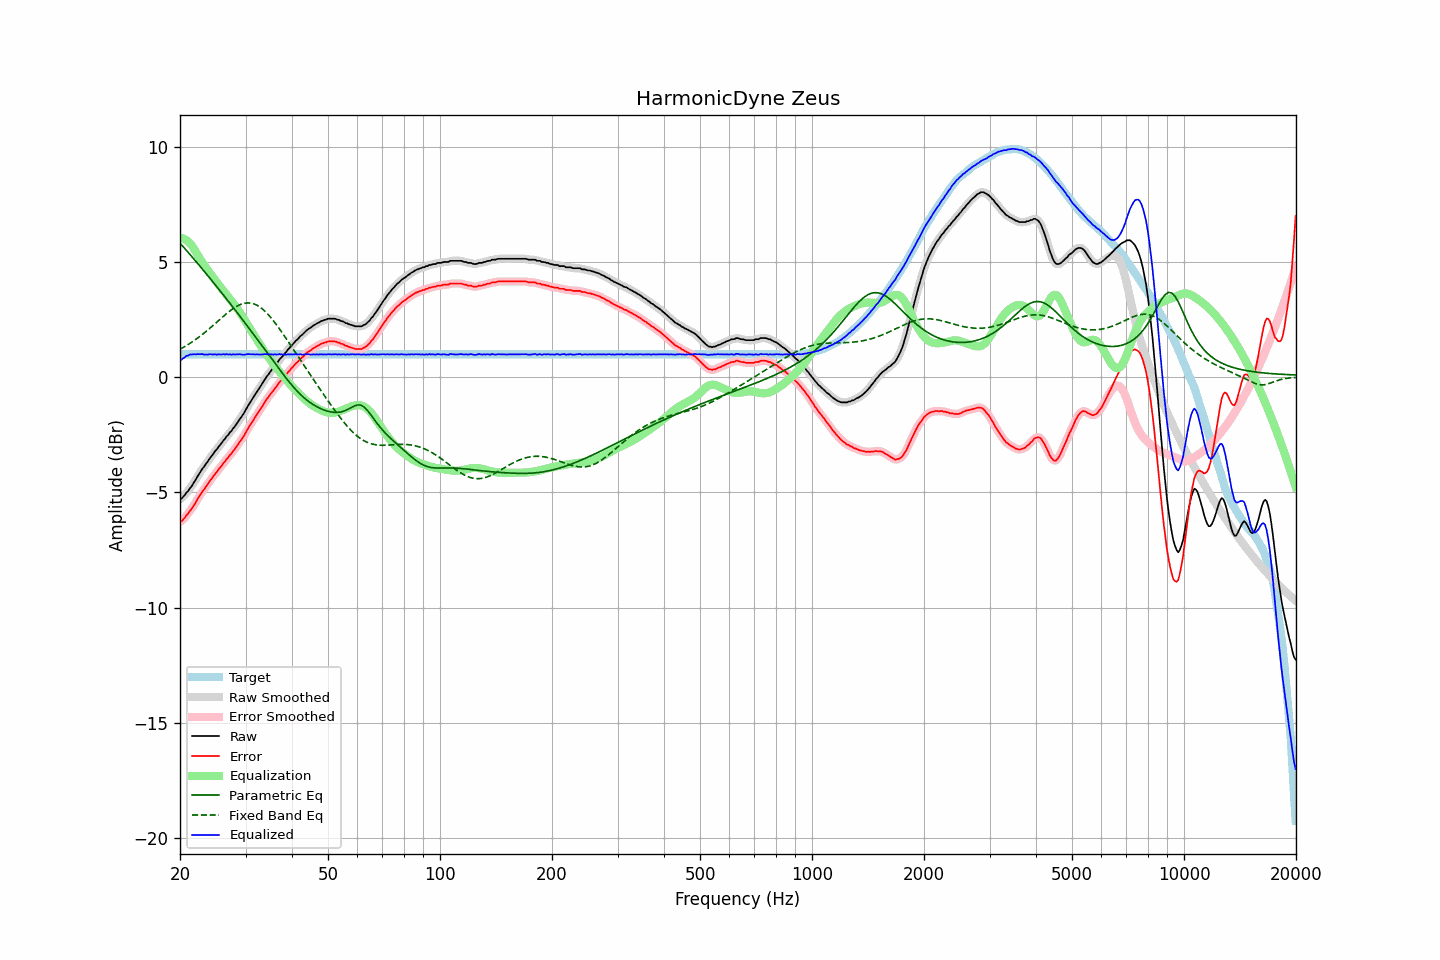 HarmonicDyne Zeus
Amplitude (dBr)
10
5
0
−5
−10
−15
−20
Target
Raw Smoothed
Error Smoothed
Raw
Error
Equalization
Parametric Eq
Fixed Band Eq
Equalized
20 50 100 200 500 1000 2000 5000 10000 20000
Frequency (Hz)